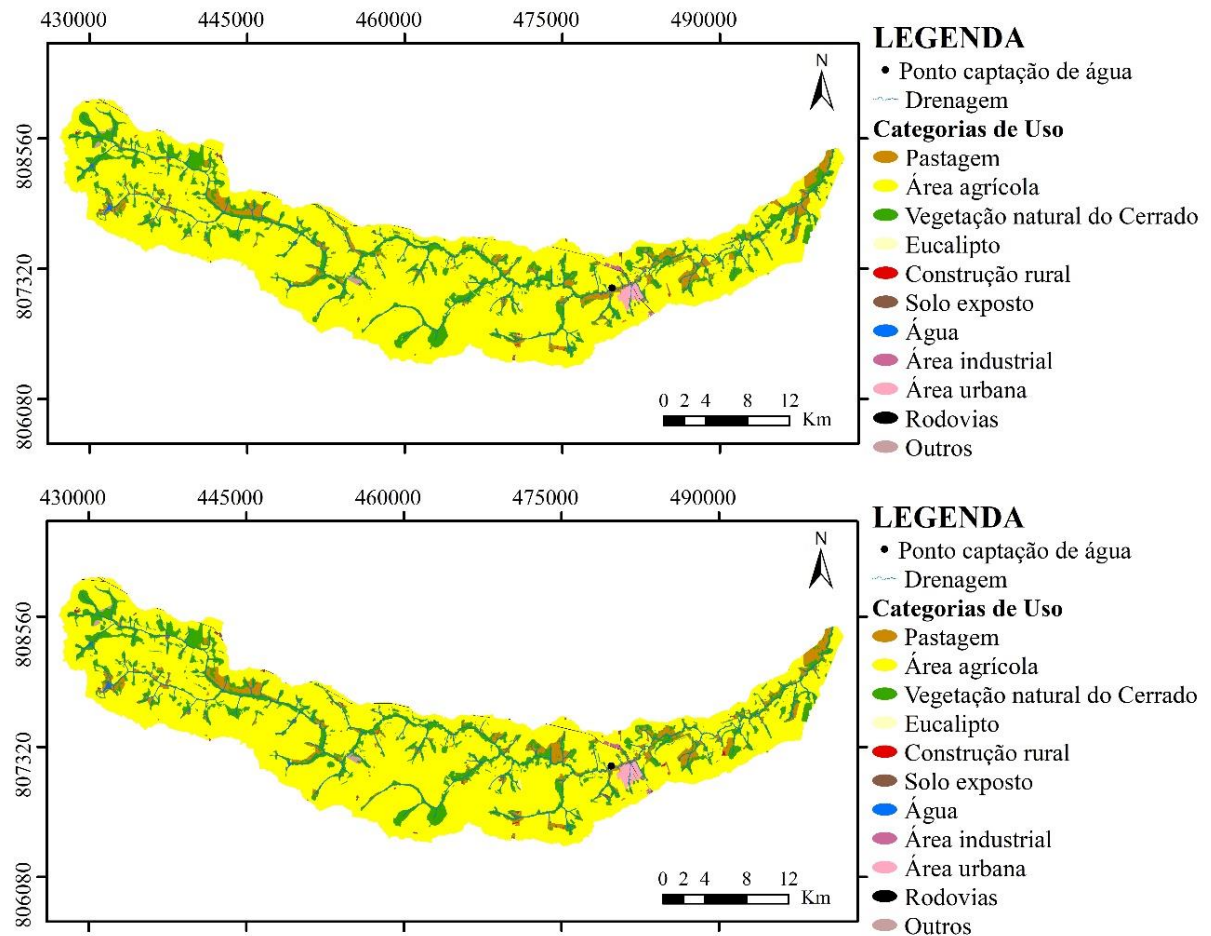 430000 445000 460000 475000 490000
808560
807320
806080
N
0 2 4 8 12
Km
LEGENDA
Ponto captação de água
Drenagem
Categorias de Uso
Pastagem
Área agrícola
Vegetação natural do Cerrado
Eucalipto
Construção rural
Solo exposto
Água
Área industrial
Área urbana
Rodovias
Outros
430000 445000 460000 475000 490000
808560
807320
806080
N
0 2 4 8 12
Km
LEGENDA
Ponto captação de água
Drenagem
Categorias de Uso
Pastagem
Área agrícola
Vegetação natural do Cerrado
Eucalipto
Construção rural
Solo exposto
Água
Área industrial
Área urbana
Rodovias
Outros